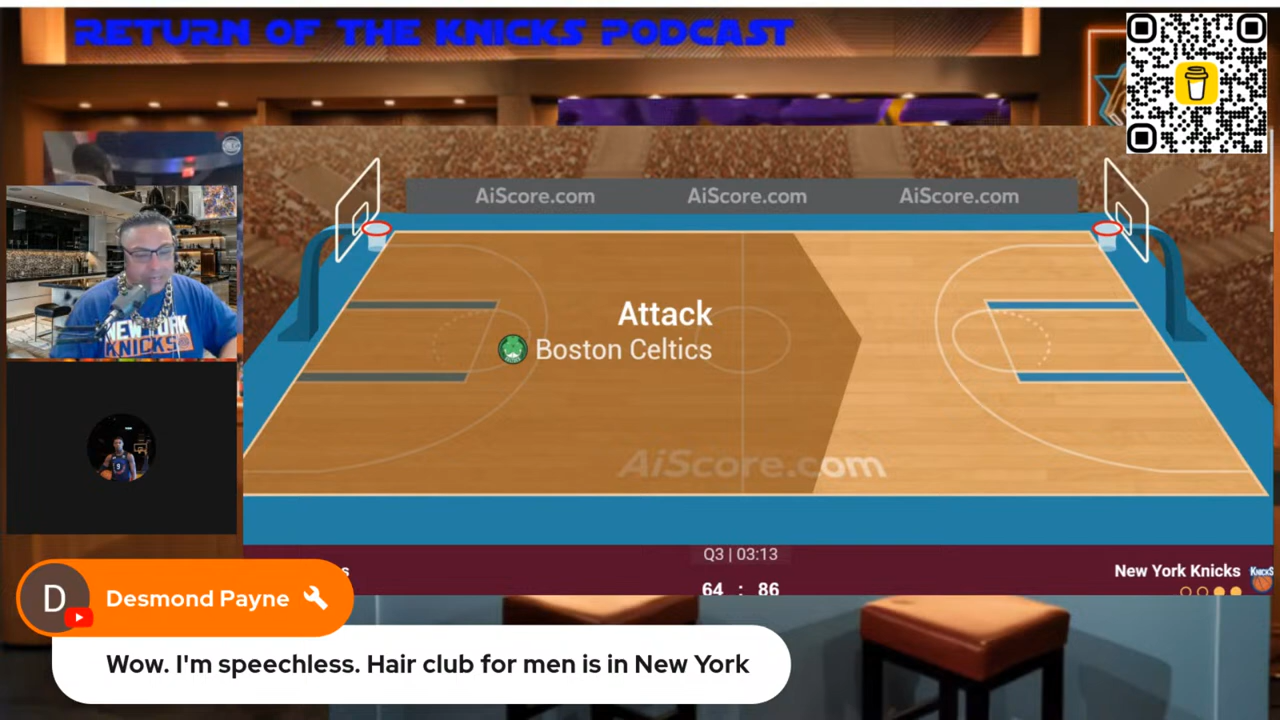 RETURN OF THE KNICKS PODCAST
AiScore.com AiScore.com AiScore.com
Attack
Boston Celtics
NEW YORK
KNICKS
9
AiScore.com
Q3 | 03:13
s
New York Knicks
KNICKS
64 : 86
D
Desmond Payne
Wow. I'm speechless. Hair club for men is in New York